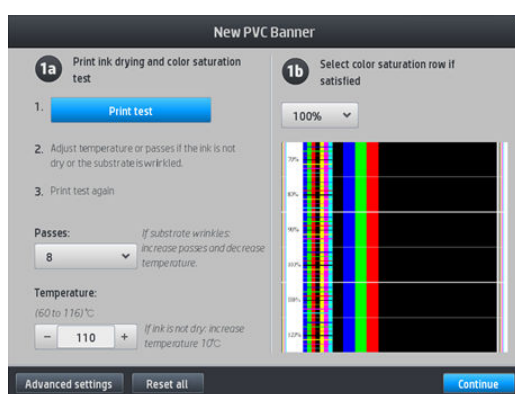 New PVC Banner
1a
Print ink drying and color saturation
test
1.
Print test
2. Adjust temperature or passes if the ink is not
dry or the substrate is wrirkled.
3. Print test again
Passes:
8
If substrate wrinkles:
increase passes and decrease
temperature.
Temperature:
(60 to 116)°C
− 110 +
If ink is not dry: increase
temperature 10°C
1b
Select color saturation row if
satisfied
100%
70%
80%
90%
100%
120%
Advanced settings
Reset all
Continue